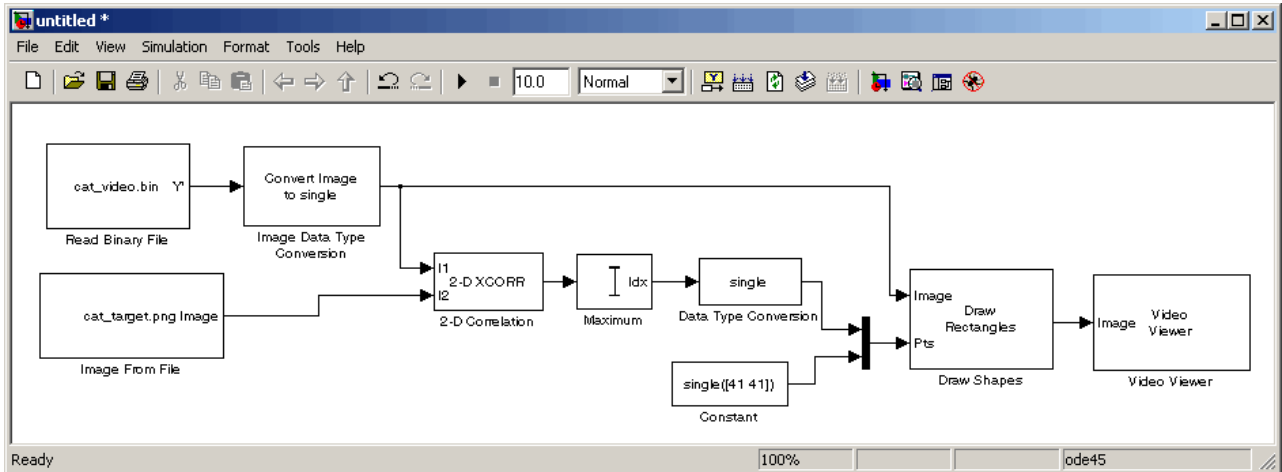 untitled *
File Edit View Simulation Format Tools Help
10.0 Normal
cat_video.bin Y'
Read Binary File
Convert Image
to single
Image Data Type
Conversion
cat_target.png Image
Image From File
I1
I2
2-D XCORR
2-D Correlation
Idx
Maximum
single
Data Type Conversion
single([41 41])
Constant
Image
Pts
Draw
Rectangles
Draw Shapes
Image
Video
Viewer
Video Viewer
Ready 100% ode45